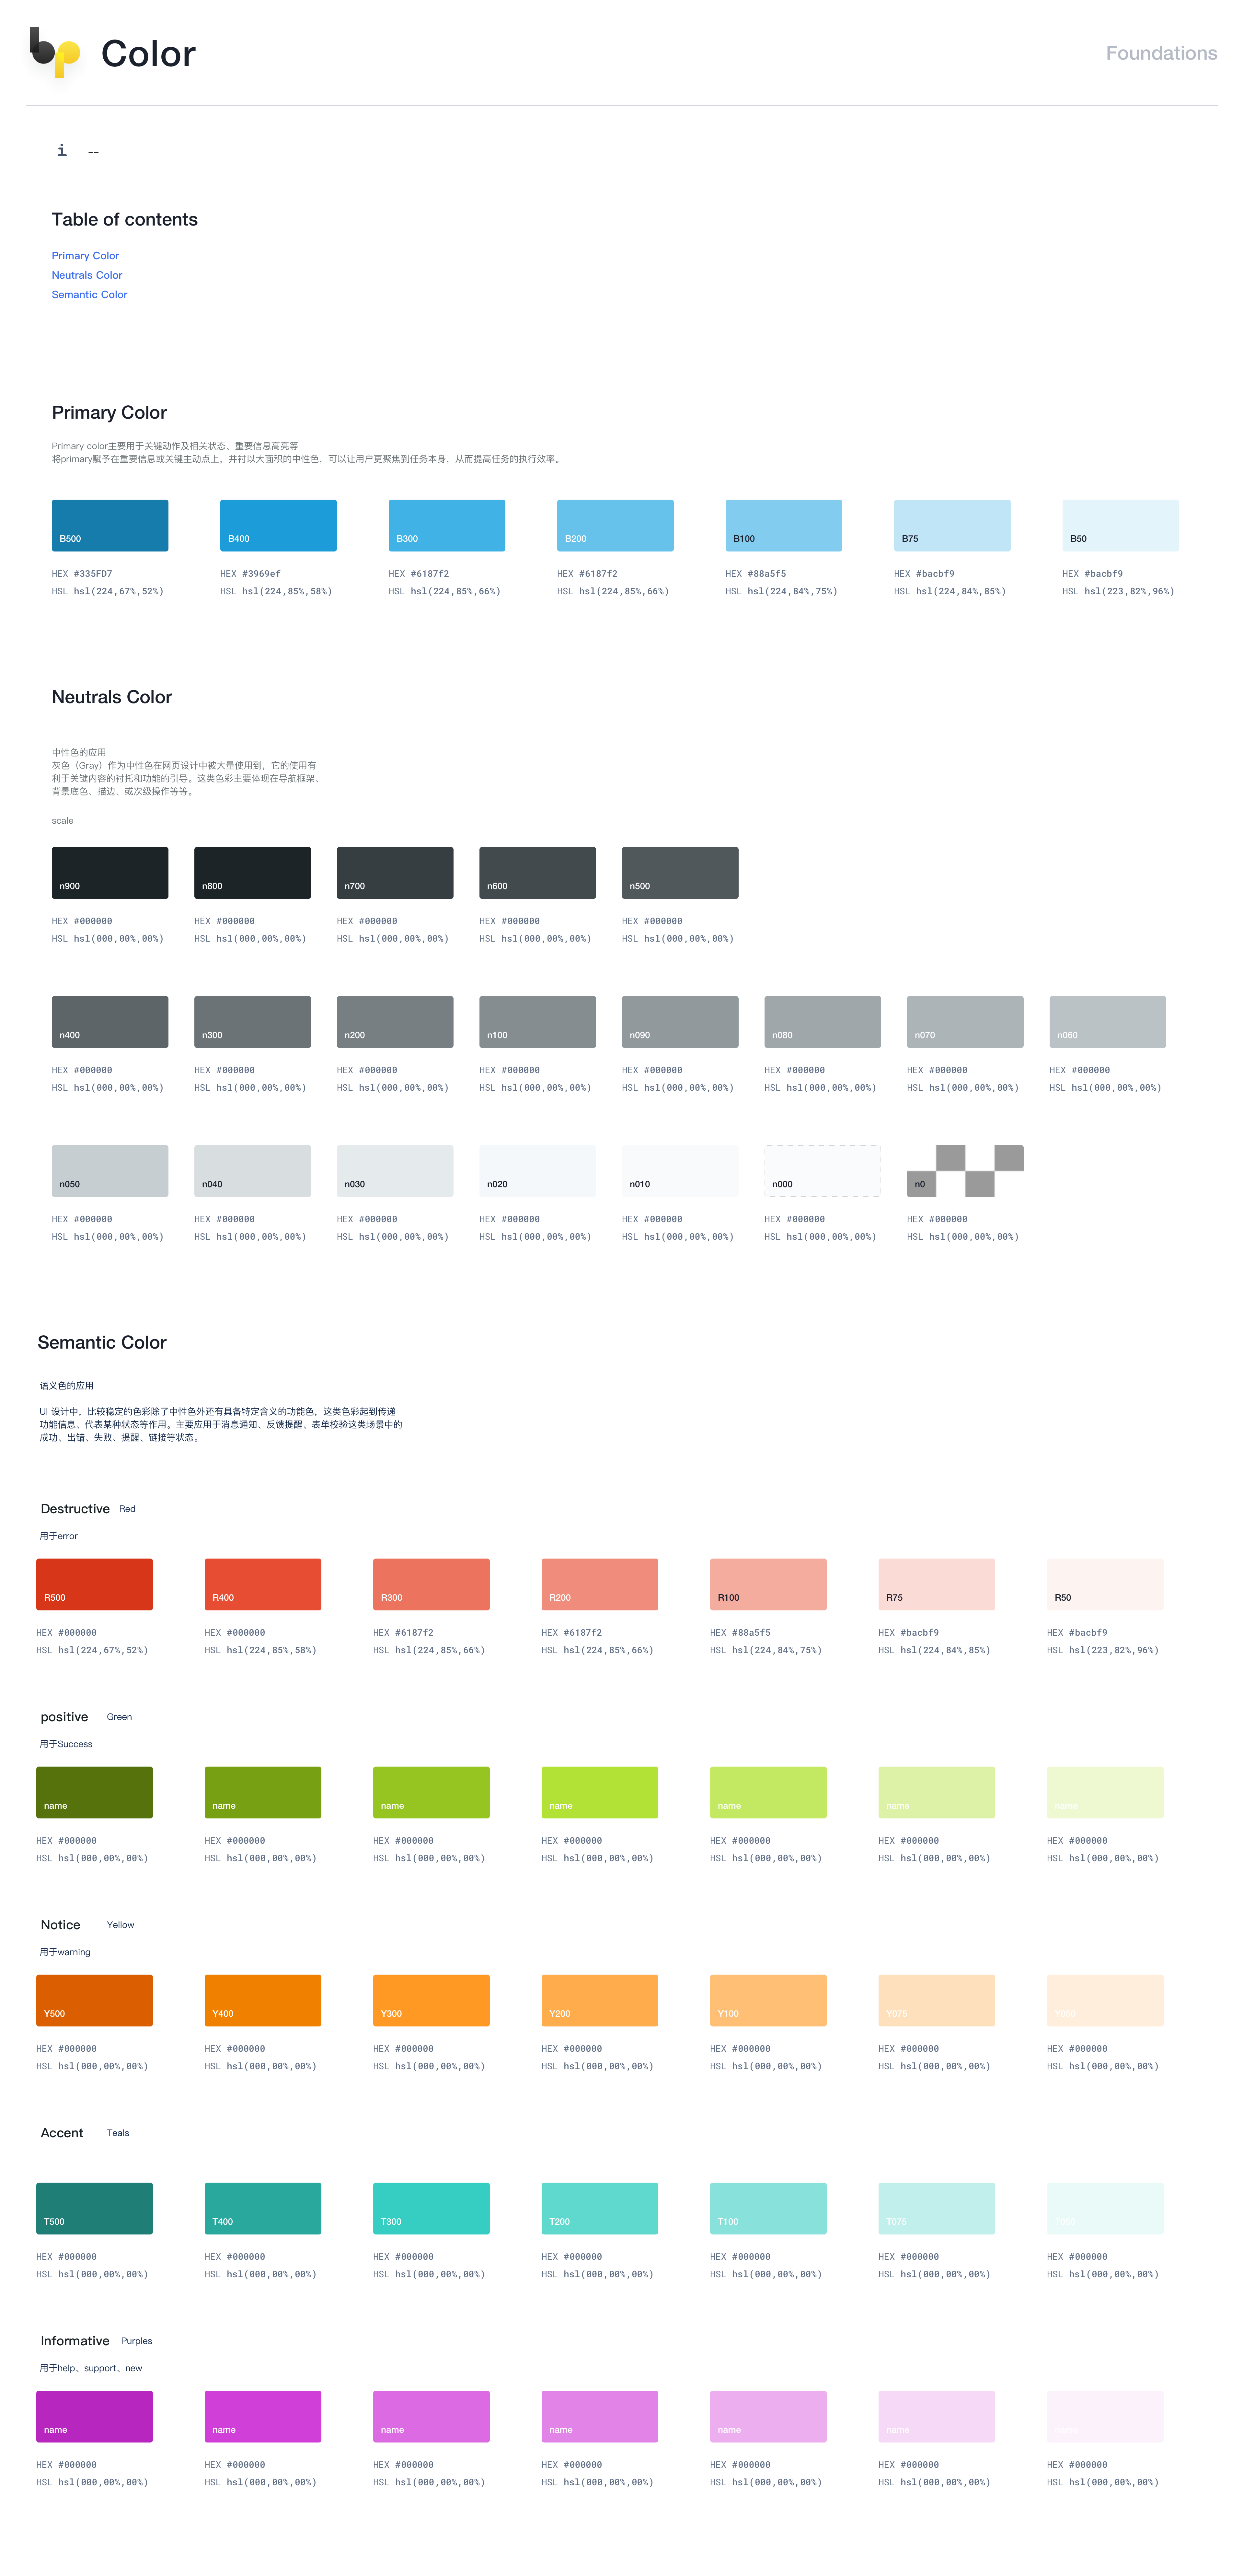 bp Color
Foundations
i --
Table of contents
Primary Color
Neutrals Color
Semantic Color
Primary Color
Primary color主要用于关键动作及相关状态、重要信息高亮等
将primary赋予在重要信息或关键主动点上，并衬以大面积的中性色，可以让用户更聚焦到任务本身，从而提高任务的执行效率。
B500 B400 B300 B200 B100 B75 B50
HEX #335FD7 HEX #3969ef HEX #6187f2 HEX #6187f2 HEX #88a5f5 HEX #bacbf9 HEX #bacbf9
HSL hsl(224,67%,52%) HSL hsl(224,85%,58%) HSL hsl(224,85%,66%) HSL hsl(224,85%,66%) HSL hsl(224,84%,75%) HSL hsl(224,84%,85%) HSL hsl(223,82%,96%)
Neutrals Color
中性色的应用
灰色（Gray）作为中性色在网页设计中被大量使用到，它的使用有
利于关键内容的衬托和功能的引导。这类色彩主要体现在导航框架、
背景底色、描边、或次级操作等等。
scale
n900 n800 n700 n600 n500
HEX #000000 HEX #000000 HEX #000000 HEX #000000 HEX #000000
HSL hsl(000,00%,00%) HSL hsl(000,00%,00%) HSL hsl(000,00%,00%) HSL hsl(000,00%,00%) HSL hsl(000,00%,00%)
n400 n300 n200 n100 n090 n080 n070 n060
HEX #000000 HEX #000000 HEX #000000 HEX #000000 HEX #000000 HEX #000000 HEX #000000 HEX #000000
HSL hsl(000,00%,00%) HSL hsl(000,00%,00%) HSL hsl(000,00%,00%) HSL hsl(000,00%,00%) HSL hsl(000,00%,00%) HSL hsl(000,00%,00%) HSL hsl(000,00%,00%) HSL hsl(000,00%,00%)
n050 n040 n030 n020 n010 n000 n0
HEX #000000 HEX #000000 HEX #000000 HEX #000000 HEX #000000 HEX #000000 HEX #000000
HSL hsl(000,00%,00%) HSL hsl(000,00%,00%) HSL hsl(000,00%,00%) HSL hsl(000,00%,00%) HSL hsl(000,00%,00%) HSL hsl(000,00%,00%) HSL hsl(000,00%,00%)
Semantic Color
语义色的应用
UI 设计中，比较稳定的色彩除了中性色外还有具备特定含义的功能色，这类色彩起到传递
功能信息、代表某种状态等作用。主要应用于消息通知、反馈提醒、表单校验这类场景中的
成功、出错、失败、提醒、链接等状态。
Destructive Red
用于error
R500 R400 R300 R200 R100 R75 R50
HEX #000000 HEX #000000 HEX #6187f2 HEX #6187f2 HEX #88a5f5 HEX #bacbf9 HEX #bacbf9
HSL hsl(224,67%,52%) HSL hsl(224,85%,58%) HSL hsl(224,85%,66%) HSL hsl(224,85%,66%) HSL hsl(224,84%,75%) HSL hsl(224,84%,85%) HSL hsl(223,82%,96%)
positive Green
用于Success
name name name name name name name
HEX #000000 HEX #000000 HEX #000000 HEX #000000 HEX #000000 HEX #000000 HEX #000000
HSL hsl(000,00%,00%) HSL hsl(000,00%,00%) HSL hsl(000,00%,00%) HSL hsl(000,00%,00%) HSL hsl(000,00%,00%) HSL hsl(000,00%,00%) HSL hsl(000,00%,00%)
Notice Yellow
用于warning
Y500 Y400 Y300 Y200 Y100 Y075 Y050
HEX #000000 HEX #000000 HEX #000000 HEX #000000 HEX #000000 HEX #000000 HEX #000000
HSL hsl(000,00%,00%) HSL hsl(000,00%,00%) HSL hsl(000,00%,00%) HSL hsl(000,00%,00%) HSL hsl(000,00%,00%) HSL hsl(000,00%,00%) HSL hsl(000,00%,00%)
Accent Teals
T500 T400 T300 T200 T100 T075
HEX #000000 HEX #000000 HEX #000000 HEX #000000 HEX #000000 HEX #000000 HEX #000000
HSL hsl(000,00%,00%) HSL hsl(000,00%,00%) HSL hsl(000,00%,00%) HSL hsl(000,00%,00%) HSL hsl(000,00%,00%) HSL hsl(000,00%,00%) HSL hsl(000,00%,00%)
Informative Purples
用于help、support、new
name name name name name name
HEX #000000 HEX #000000 HEX #000000 HEX #000000 HEX #000000 HEX #000000 HEX #000000
HSL hsl(000,00%,00%) HSL hsl(000,00%,00%) HSL hsl(000,00%,00%) HSL hsl(000,00%,00%) HSL hsl(000,00%,00%) HSL hsl(000,00%,00%) HSL hsl(000,00%,00%)